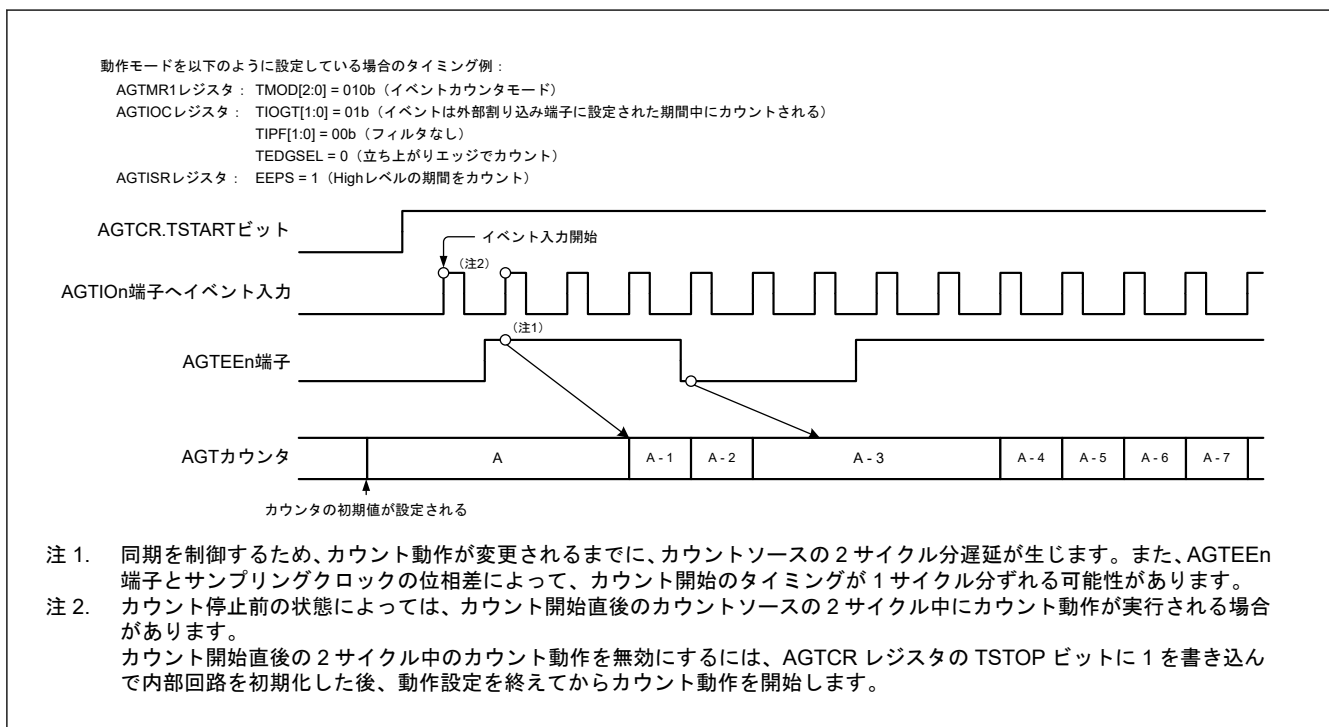 動作モードを以下のように設定している場合のタイミング例：
AGTMR1レジスタ： TMOD[2:0] = 010b（イベントカウンタモード）
AGTIOCレジスタ： TIOGT[1:0] = 01b（イベントは外部割り込み端子に設定された期間中にカウントされる）
TIPF[1:0] = 00b（フィルタなし）
TEDGSEL = 0（立ち上がりエッジでカウント）
AGTISRレジスタ： EEPS = 1（Highレベルの期間をカウント）
AGTCR.TSTARTビット
イベント入力開始
（注2）
AGTIOn端子へイベント入力
（注1）
AGTEEn端子
AGTカウンタ A A - 1 A - 2 A - 3 A - 4 A - 5 A - 6 A - 7
カウンタの初期値が設定される
注 1. 同期を制御するため、カウント動作が変更されるまでに、カウントソースの 2 サイクル分遅延が生じます。また、AGTEEn
端子とサンプリングクロックの位相差によって、カウント開始のタイミングが 1 サイクル分ずれる可能性があります。
注 2. カウント停止前の状態によっては、カウント開始直後のカウントソースの 2 サイクル中にカウント動作が実行される場合
があります。
カウント開始直後の 2 サイクル中のカウント動作を無効にするには、AGTCR レジスタの TSTOP ビットに 1 を書き込ん
で内部回路を初期化した後、動作設定を終えてからカウント動作を開始します。